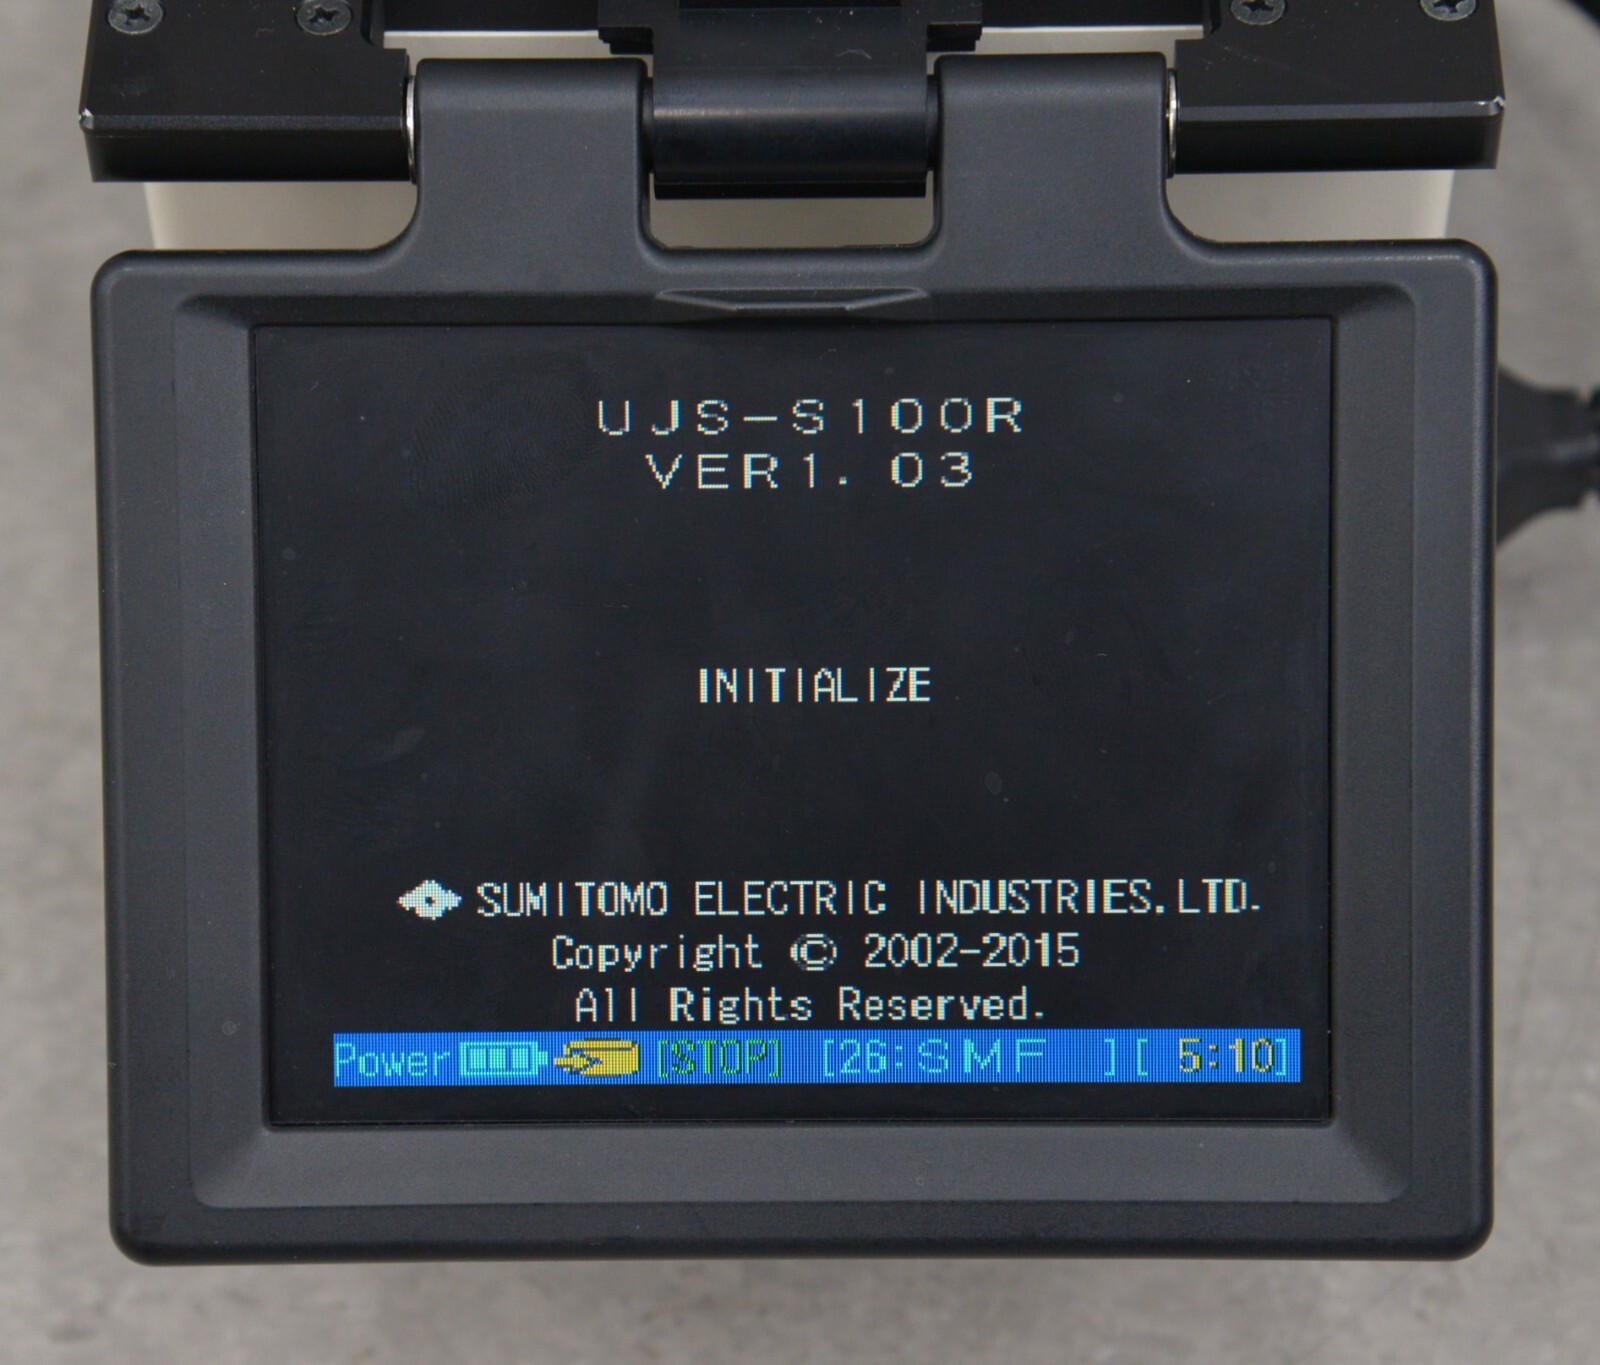 UJS-S100R
VER1.03
INITIALIZE
SUMITOMO ELECTRIC INDUSTRIES.LTD.
Copyright © 2002-2015
All Rights Reserved.
Power [STOP] [26:SMF ][ 5:10]